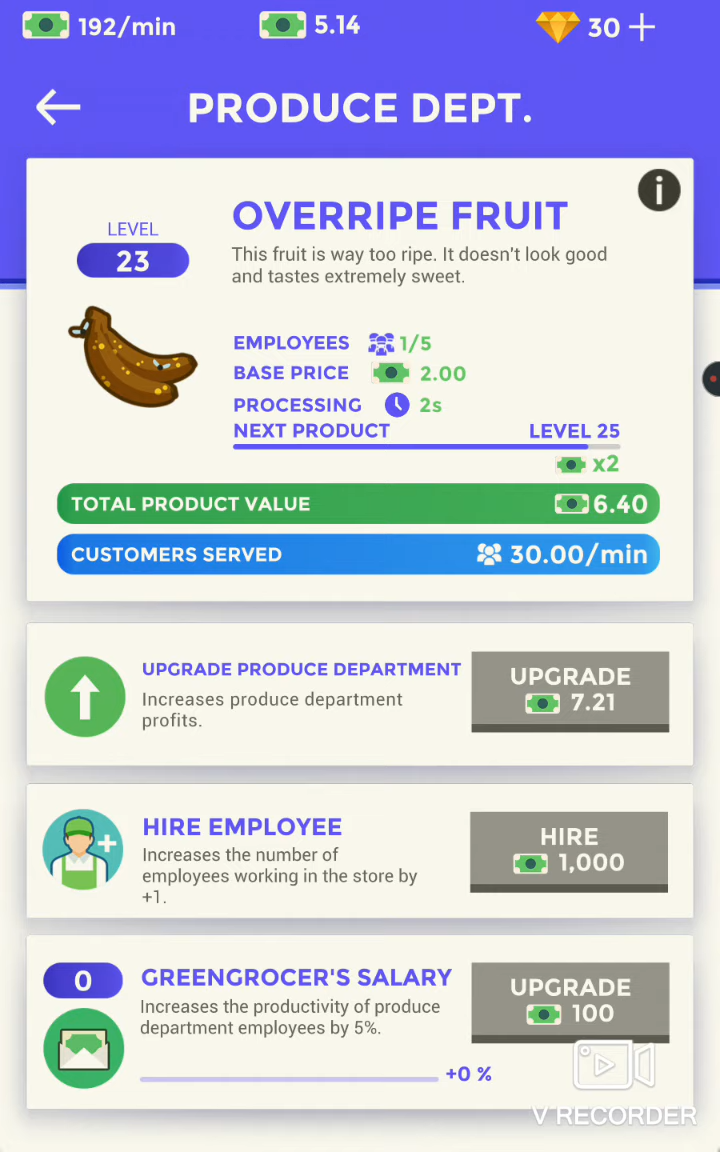 192/min 5.14 30 +
PRODUCE DEPT.
OVERRIPE FRUIT
i
LEVEL
23
This fruit is way too ripe. It doesn't look good
and tastes extremely sweet.
EMPLOYEES 1/5
BASE PRICE 2.00
PROCESSING 2s
NEXT PRODUCT LEVEL 25
x2
TOTAL PRODUCT VALUE 6.40
CUSTOMERS SERVED 30.00/min
UPGRADE PRODUCE DEPARTMENT
Increases produce department
profits.
UPGRADE
7.21
HIRE EMPLOYEE
Increases the number of
employees working in the store by
+1.
HIRE
1,000
0
GREENGROCER'S SALARY
Increases the productivity of produce
department employees by 5%.
+0 %
UPGRADE
100
V RECORDER